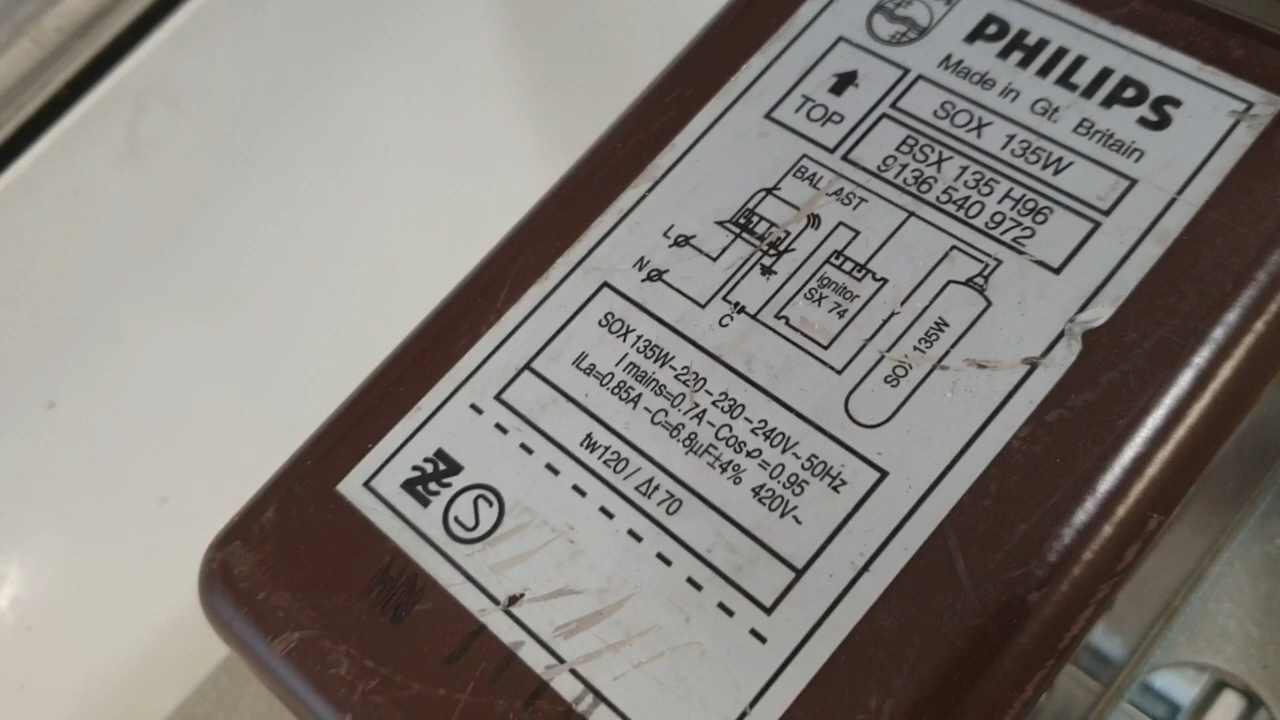 PHILIPS
Made in Gt. Britain
TOP
SOX 135W
BSX 135 H96
9136 540 972
BALLAST
L
N
C
ignitor
SX 74
SOX 135W
SOX 135W-220-230-240V~50Hz
I mains=0.7A-Cosφ=0.95
ILa=0.85A-C=6.8µF±4% 420V~
tw120 / Δt 70
S